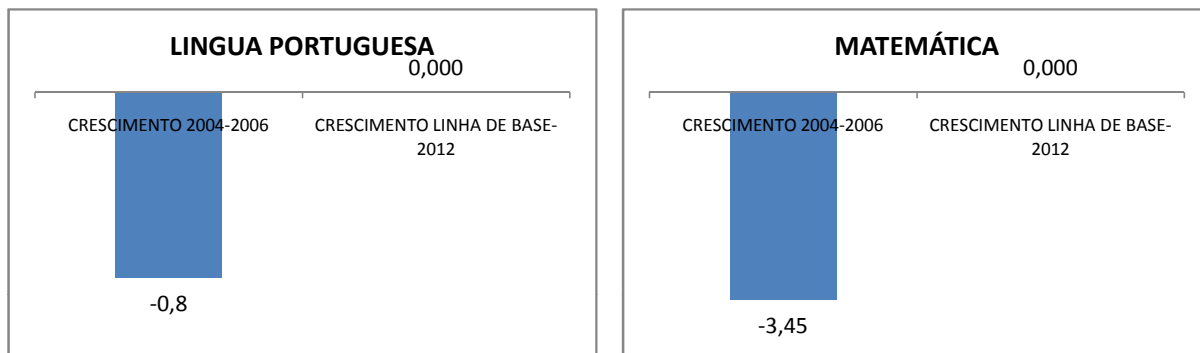 LINGUA PORTUGUESA
0,000
CRESCIMENTO 2004-2006
CRESCIMENTO LINHA DE BASE-
2012
-0,8
MATEMÁTICA
0,000
CRESCIMENTO 2004-2006
CRESCIMENTO LINHA DE BASE-
2012
-3,45